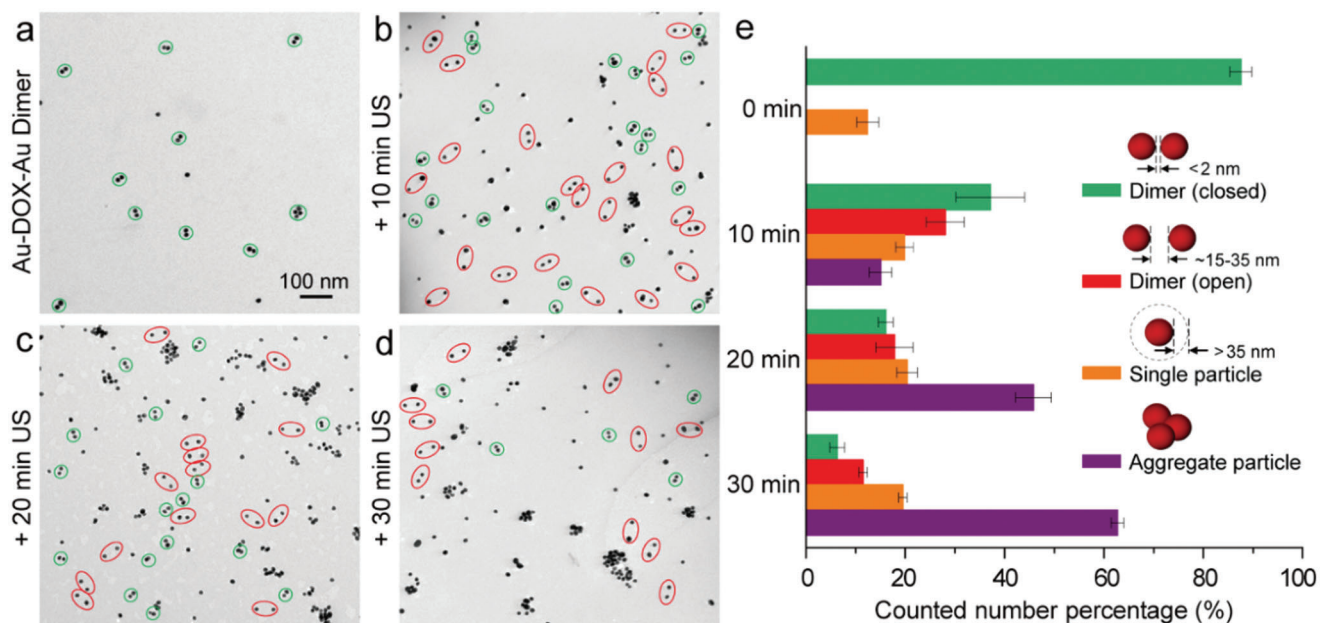 a
Au-DOX-Au Dimer
100 nm
b
+ 10 min US
c
+ 20 min US
d
+ 30 min US
e
0 min
10 min
20 min
30 min
<2 nm
Dimer (closed)
~15-35 nm
Dimer (open)
>35 nm
Single particle
Aggregate particle
0 20 40 60 80 100
Counted number percentage (%)